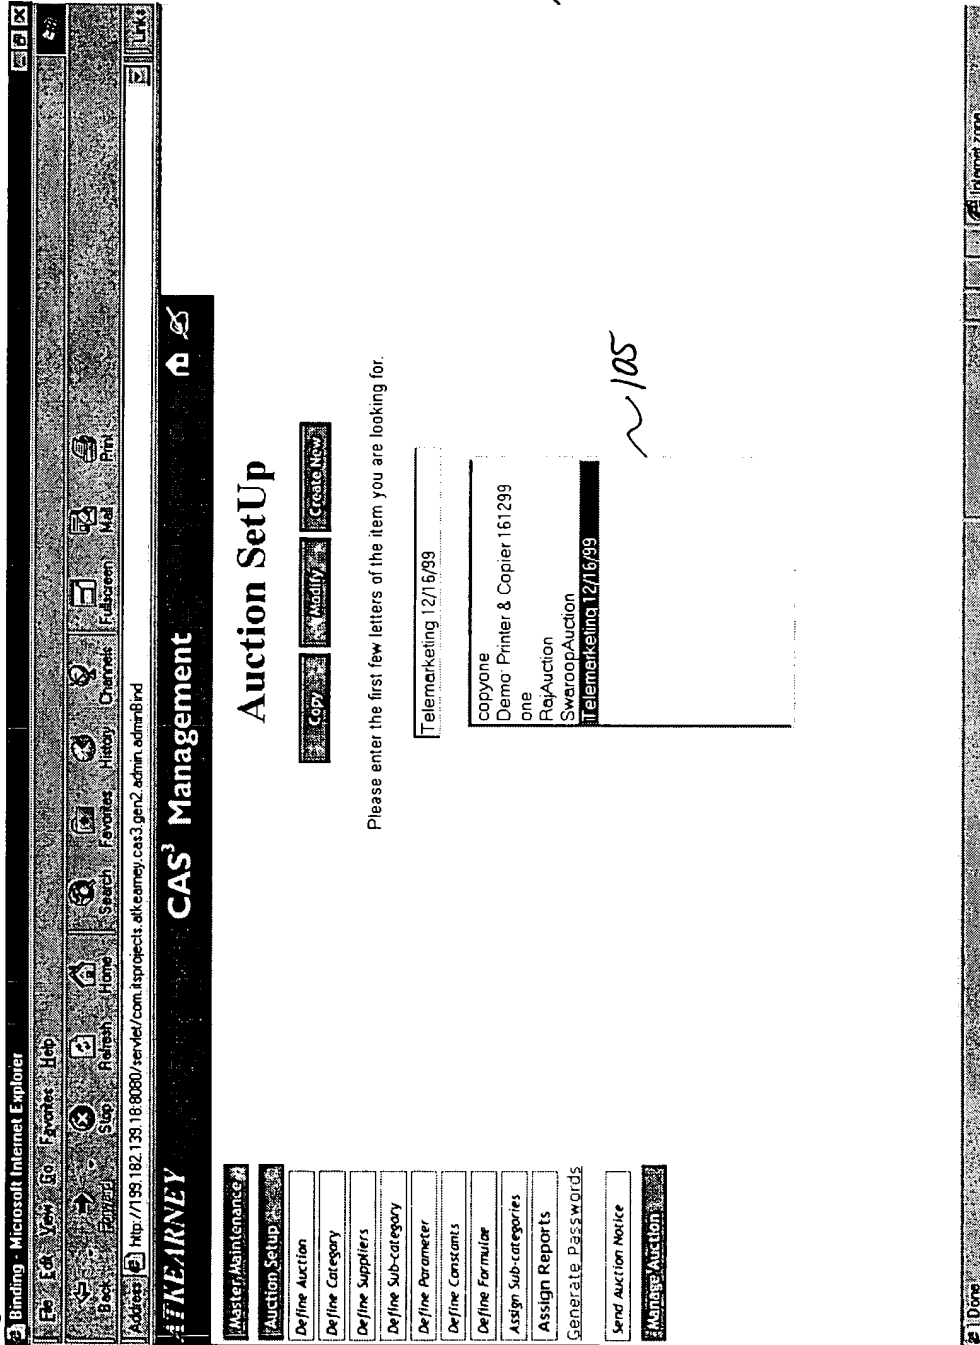 Binding - Microsoft Internet Explorer
File Edit View Go Favorites Help
Back Forward Stop Refresh Home Search Favorites History Channels Fullscreen Mail Print
Address http://199.182.139.18:8080/servlet/com.itsprojects.atkearney.cas3.gen2.admin.adminBind Links
ATKEARNEY CAS³ Management
Master Maintenance
Auction Setup
Define Auction
Define Category
Define Suppliers
Define Sub-category
Define Parameter
Define Constants
Define Formulae
Assign Sub-categories
Assign Reports
Generate Passwords
Send Auction Notice
Manage Auction
Auction SetUp
Copy Modify Create New
Please enter the first few letters of the item you are looking for.
Telemarketing 12/16/99
copyone
Demo: Printer & Copier 161299
one
RajAuction
SwaroopAuction
Telemarketing 12/16/99
~105
Done Internet zone